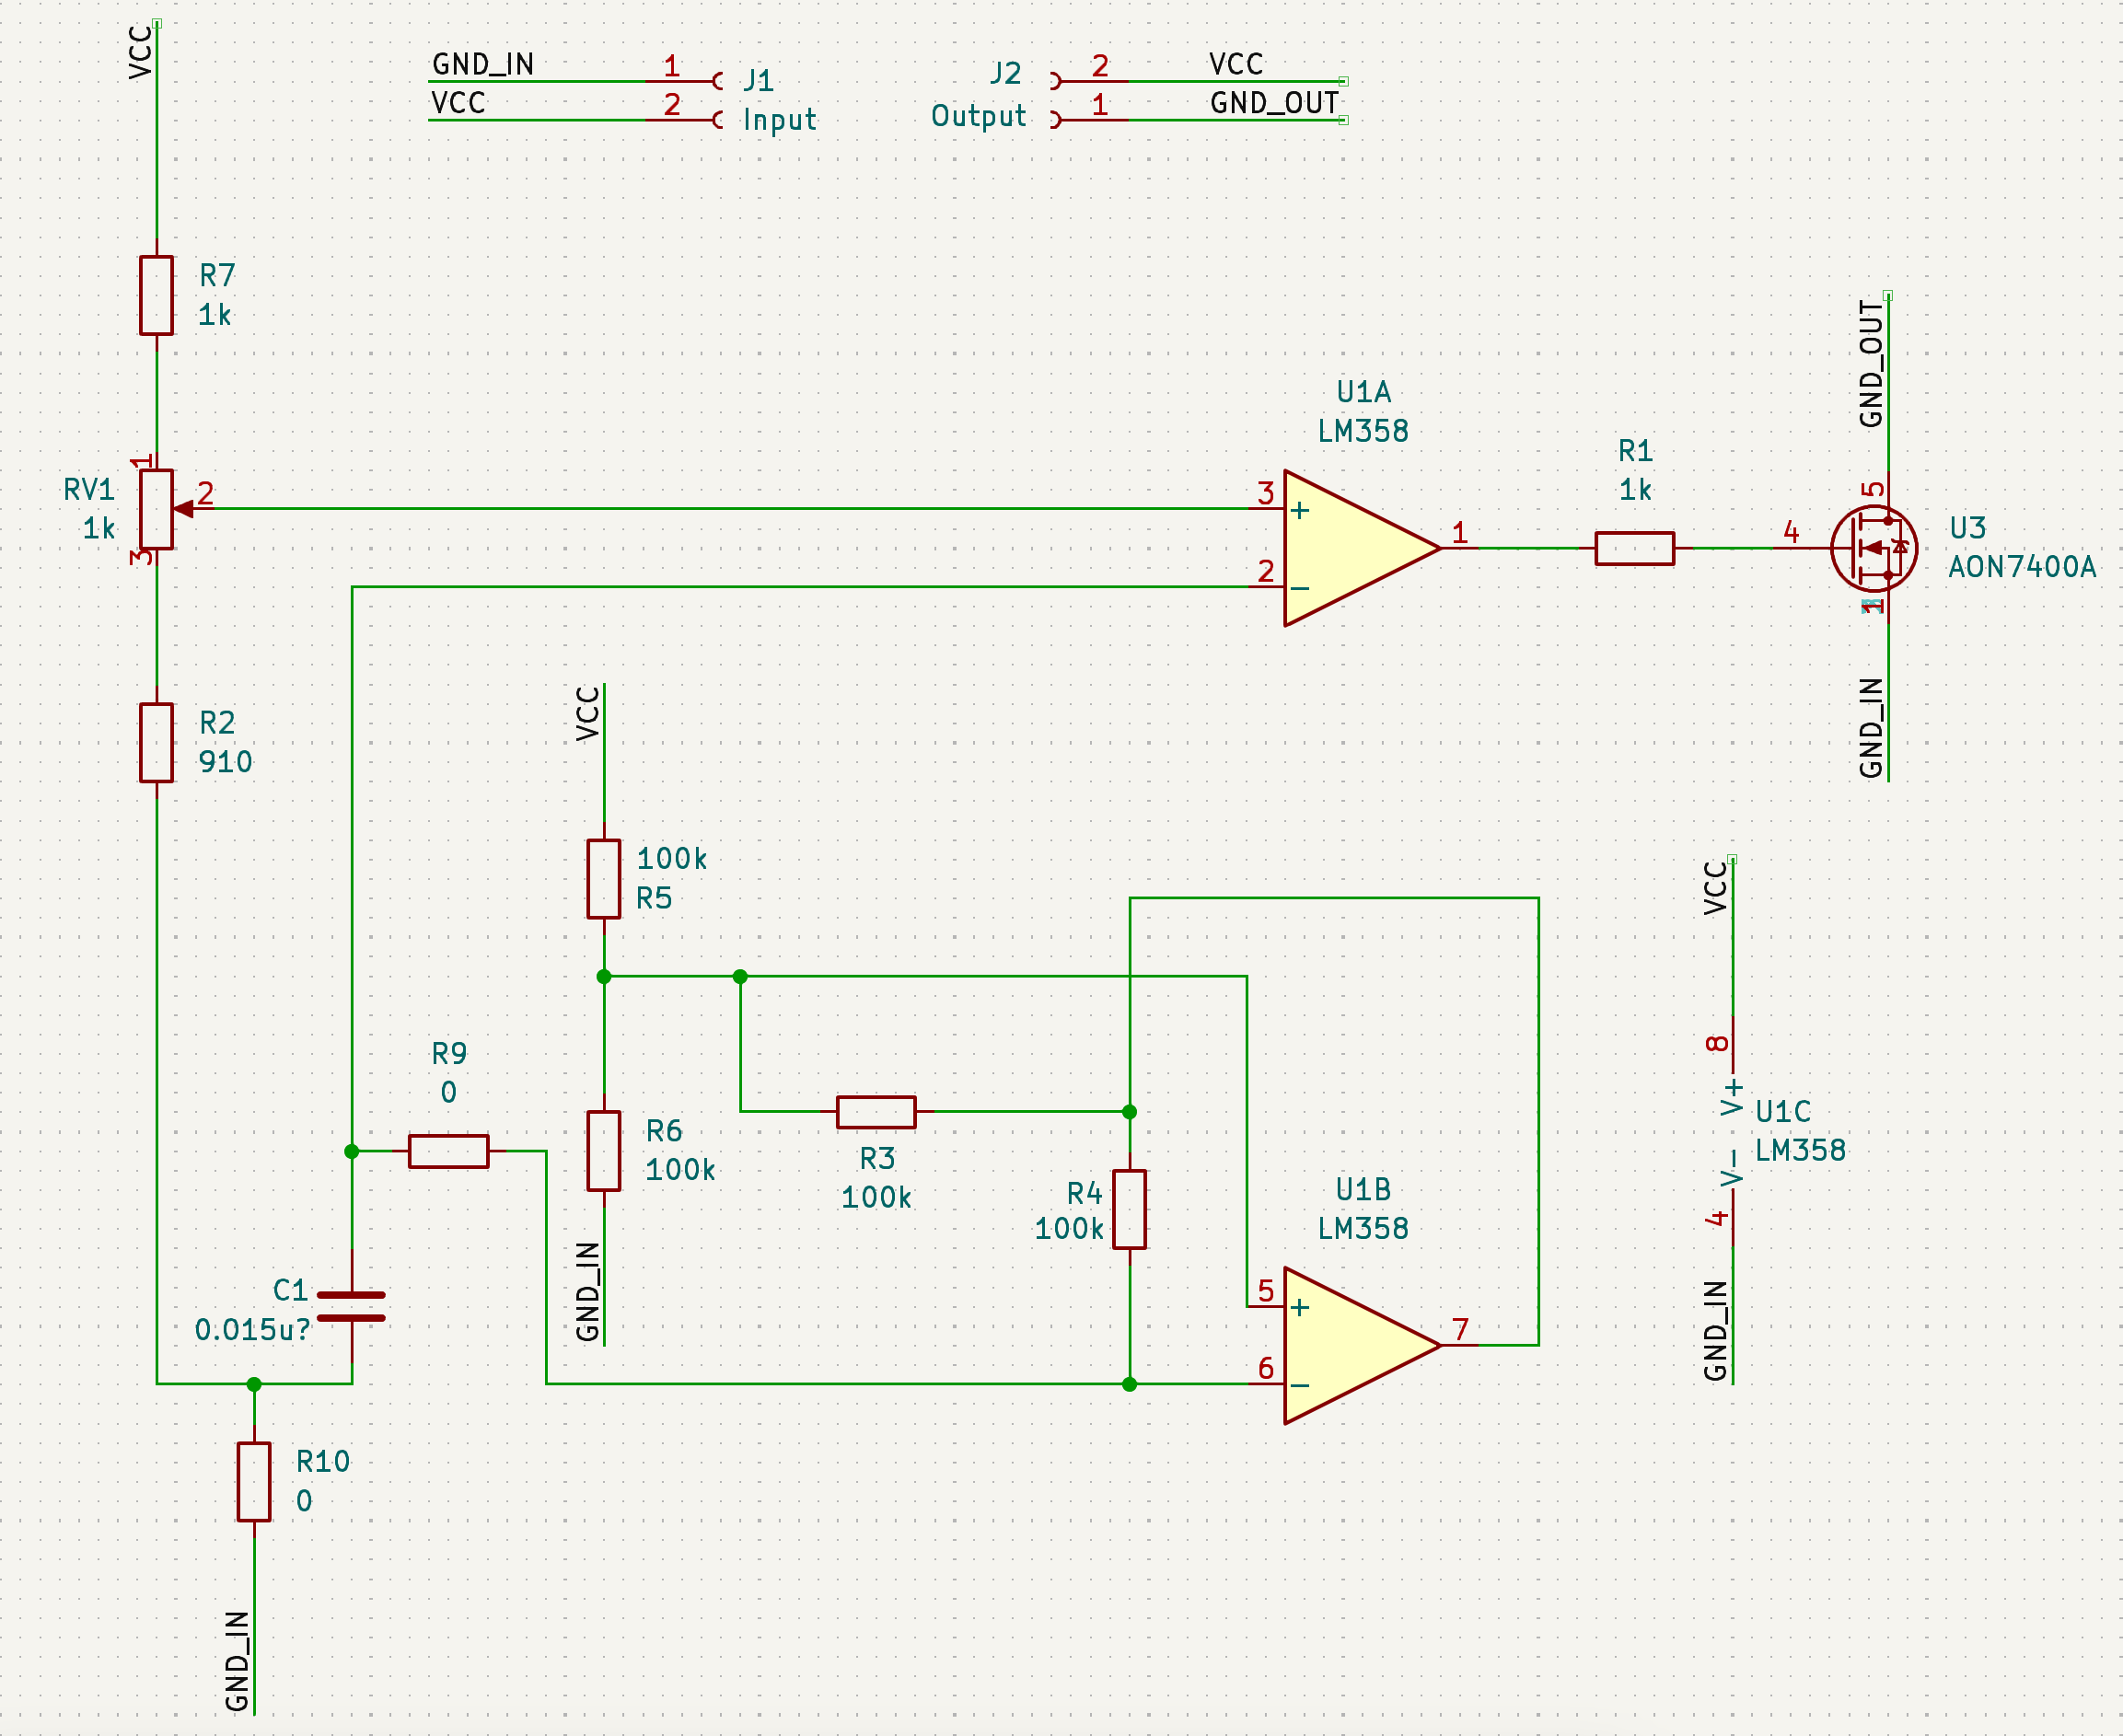 VCC
GND_IN
1
J1
VCC
2
Input
J2
2
VCC
Output
1
GND_OUT
R7
1k
RV1
1k
1
2
3
R2
910
U1A
LM358
3
+
2
−
1
R1
1k
4
GND_OUT
5
U3
AON7400A
1
GND_IN
VCC
100k
R5
R9
0
R6
100k
GND_IN
R3
100k
R4
100k
U1B
LM358
5
+
6
−
7
VCC
8
V+
U1C
LM358
V−
4
GND_IN
C1
0.015u?
R10
0
GND_IN